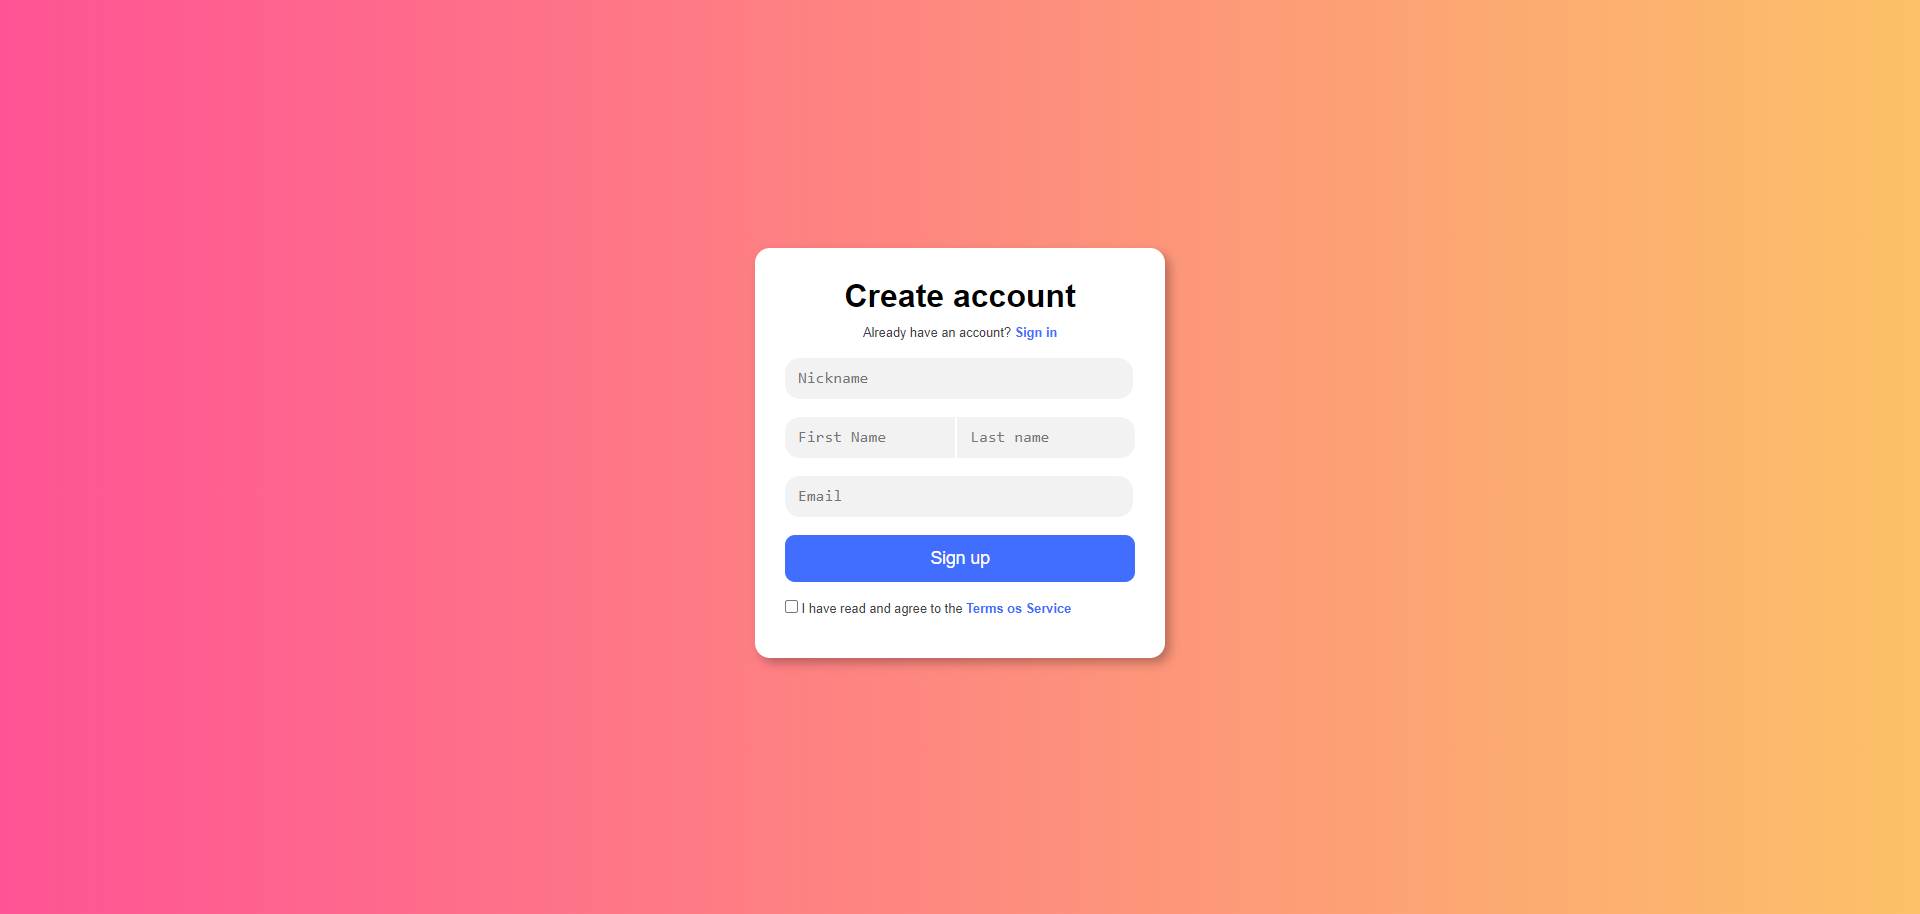 Create account
Already have an account? Sign in
Nickname
First Name Last name
Email
Sign up
I have read and agree to the Terms os Service